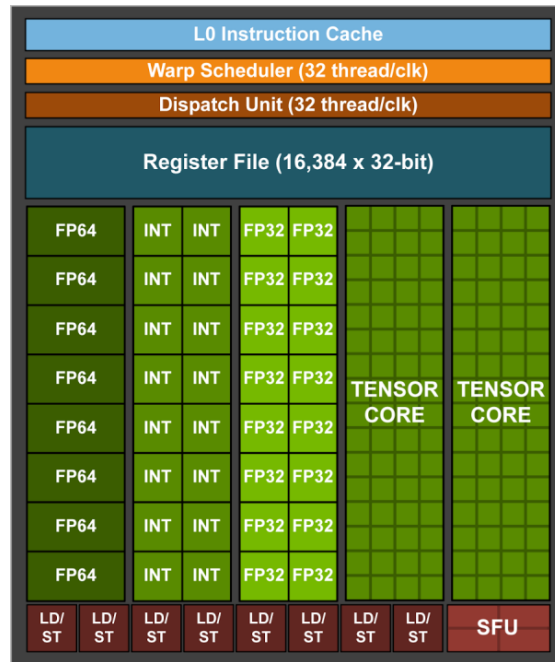 L0 Instruction Cache
Warp Scheduler (32 thread/clk)
Dispatch Unit (32 thread/clk)
Register File (16,384 x 32-bit)
FP64 INT INT FP32 FP32
FP64 INT INT FP32 FP32
FP64 INT INT FP32 FP32
FP64 INT INT FP32 FP32
TENSOR TENSOR
CORE CORE
FP64 INT INT FP32 FP32
FP64 INT INT FP32 FP32
FP64 INT INT FP32 FP32
FP64 INT INT FP32 FP32
LD/ LD/ LD/ LD/ LD/ LD/ LD/ LD/
ST ST ST ST ST ST ST ST
SFU